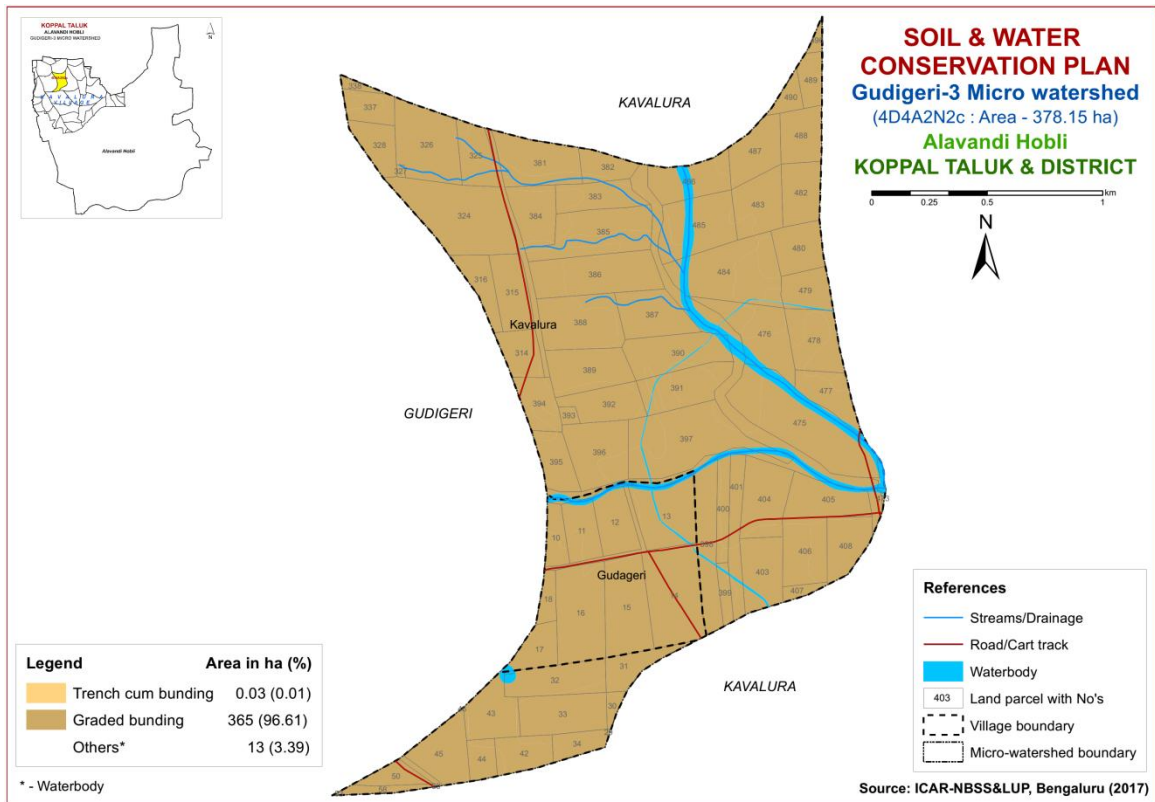 KOPPAL TALUK
ALAVANDI HOBLI
GUDIGERI-3 MICRO WATERSHED
N
KAVALURA
VILLAGE
Alavandi Hobli
SOIL & WATER
CONSERVATION PLAN
Gudigeri-3 Micro watershed
(4D4A2N2c : Area - 378.15 ha)
Alavandi Hobli
KOPPAL TALUK & DISTRICT
km
0 0.25 0.5 1
N
KAVALURA
GUDIGERI
KAVALURA
Kavalura
Gudageri
489
490
488
487
482
483
485
480
484
479
476
478
477
475
337
328
326
325
327
381
382
324
384
383
385
316
315
386
388
387
314
390
389
391
394
393
392
397
395
396
401
404
405
400
10
11
12
13
406
408
403
407
399
18
16
15
14
17
31
32
30
43
33
34
42
44
45
50
Legend Area in ha (%)
Trench cum bunding 0.03 (0.01)
Graded bunding 365 (96.61)
Others* 13 (3.39)
* - Waterbody
References
Streams/Drainage
Road/Cart track
Waterbody
403 Land parcel with No's
Village boundary
Micro-watershed boundary
Source: ICAR-NBSS&LUP, Bengaluru (2017)